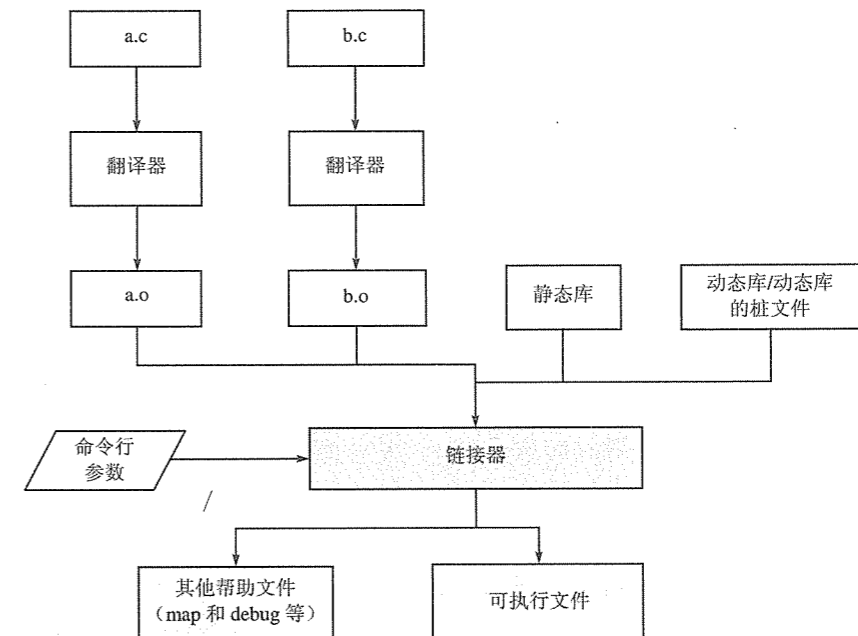 a.c
b.c
翻译器
翻译器
a.o
b.o
静态库
动态库/动态库
的桩文件
命令行
参数
链接器
其他帮助文件
（map 和 debug 等）
可执行文件